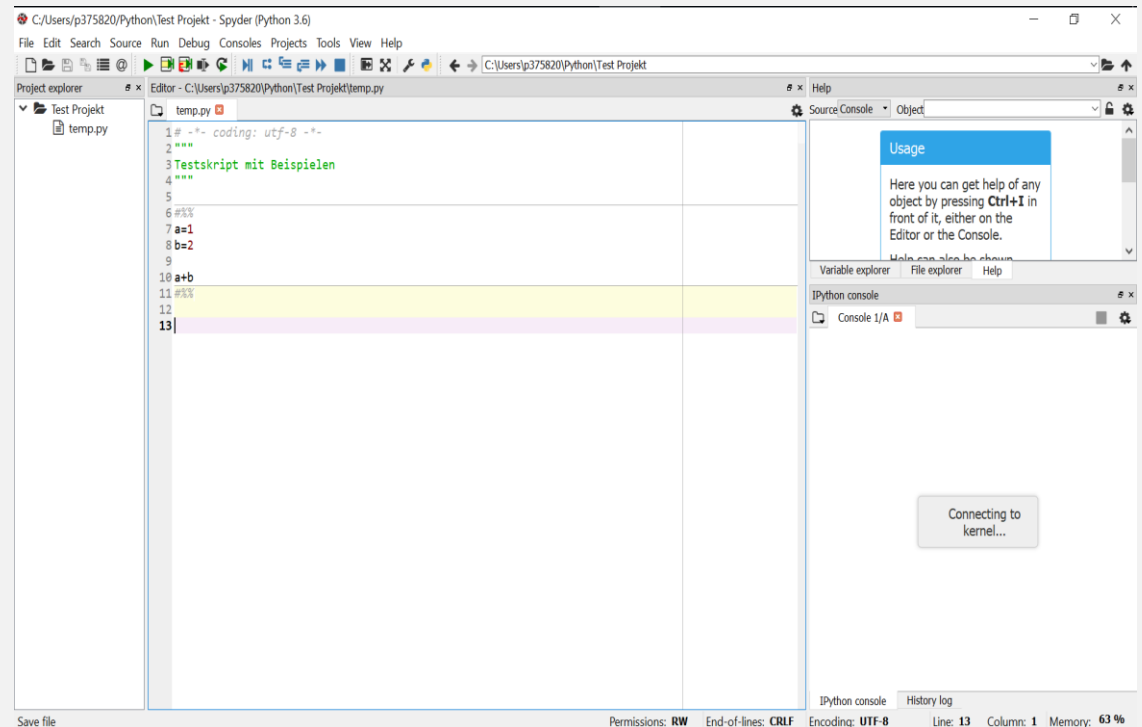 C:/Users/p375820/Python\Test Projekt - Spyder (Python 3.6)
File Edit Search Source Run Debug Consoles Projects Tools View Help
C:\Users\p375820\Python\Test Projekt
Project explorer
Test Projekt
temp.py
Editor - C:\Users\p375820\Python\Test Projekt\temp.py
temp.py
1 # -*- coding: utf-8 -*-
2 """
3 Testskript mit Beispielen
4 """
5
6 #%%
7 a=1
8 b=2
9
10 a+b
11 #%%
12
13
Help
Source Console Object
Usage
Here you can get help of any
object by pressing Ctrl+I in
front of it, either on the
Editor or the Console.
Help can also be shown
Variable explorer File explorer Help
IPython console
Console 1/A
Connecting to
kernel...
IPython console History log
Save file Permissions: RW End-of-lines: CRLF Encoding: UTF-8 Line: 13 Column: 1 Memory: 63 %